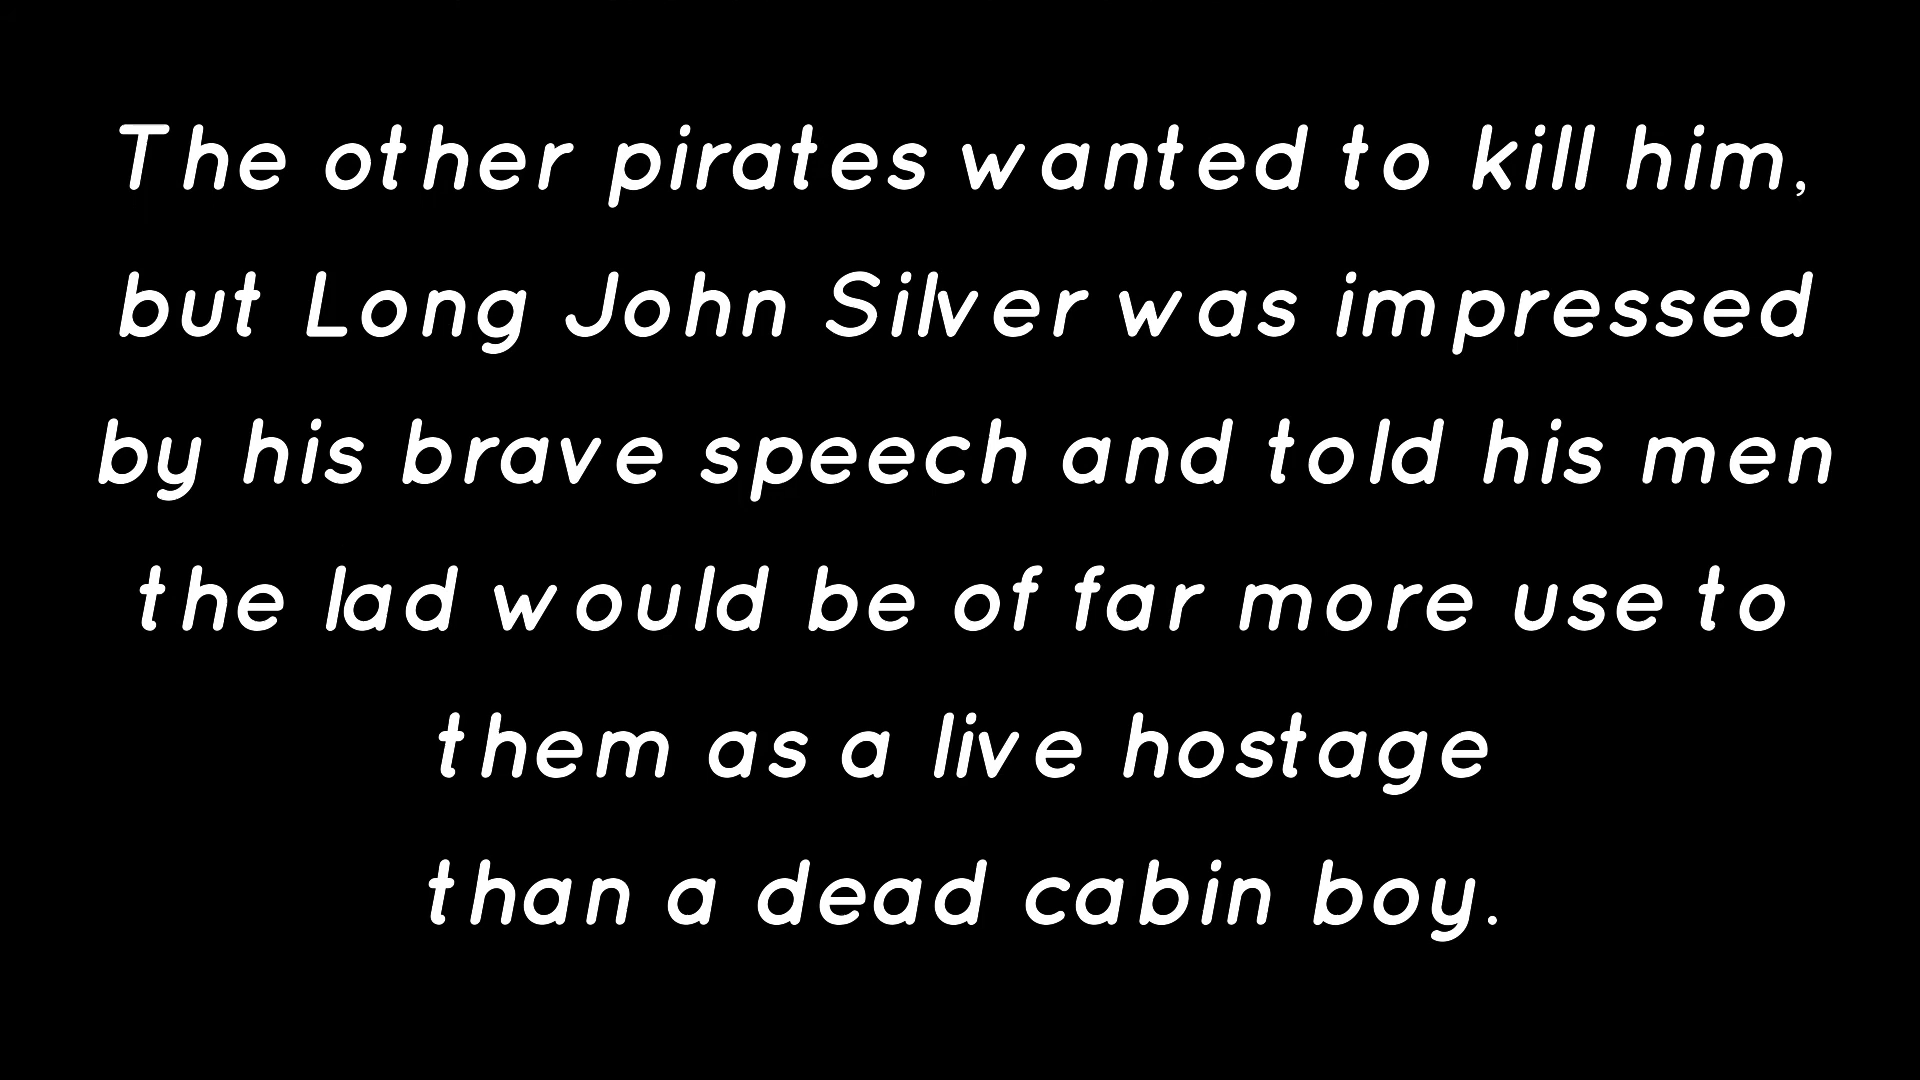 The other pirates wanted to kill him,
but Long John Silver was impressed
by his brave speech and told his men
the lad would be of far more use to
them as a live hostage
than a dead cabin boy.